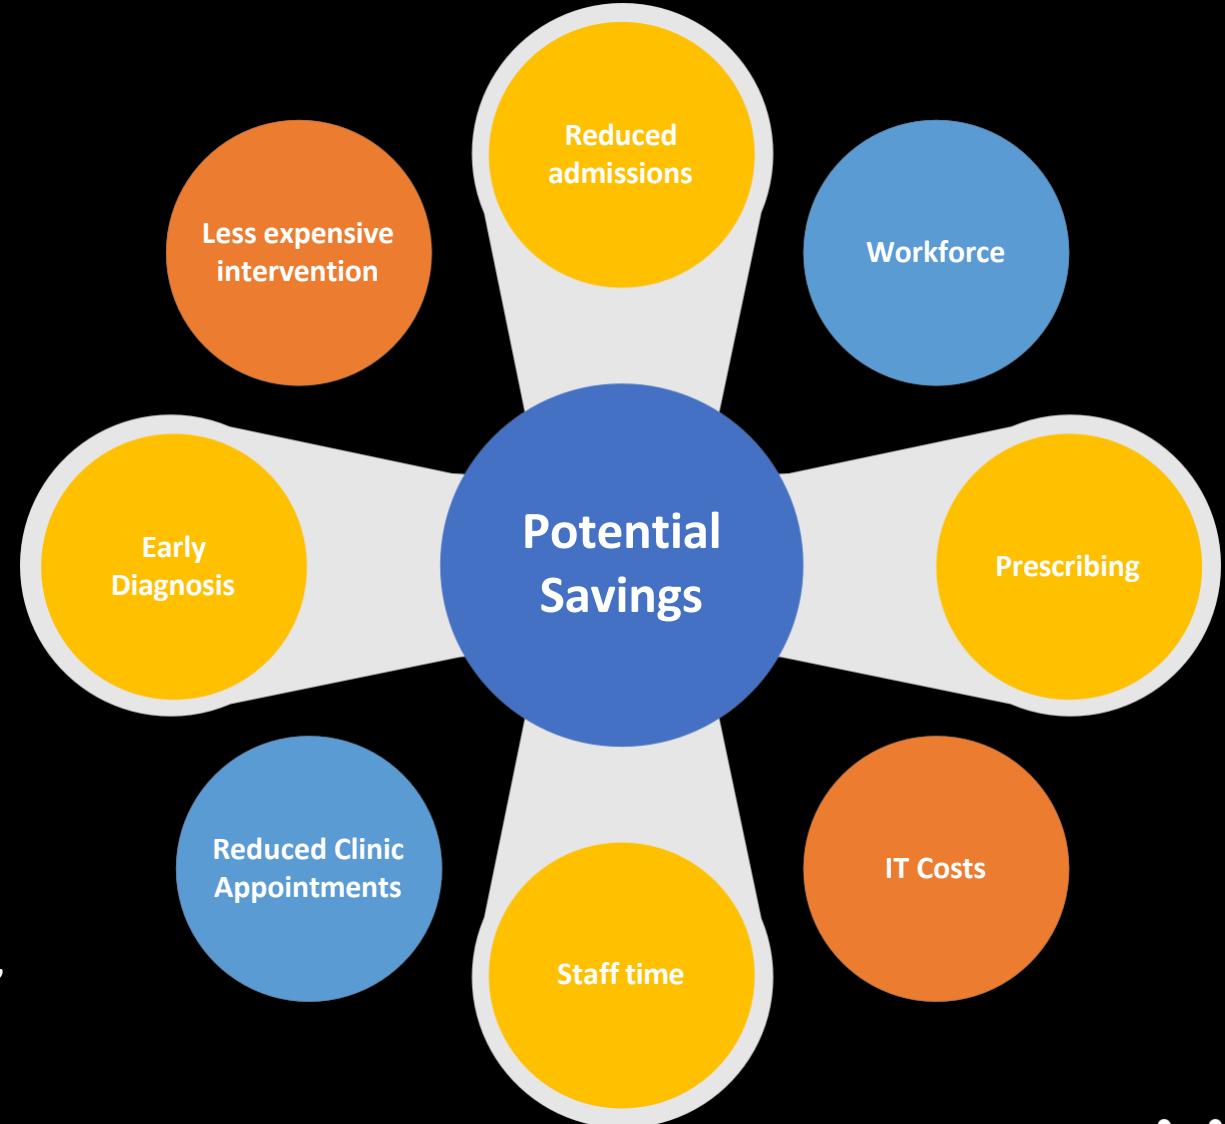 Reduced
admissions
Less expensive
intervention
Workforce
Potential
Savings
Early
Diagnosis
Prescribing
Reduced Clinic
Appointments
IT Costs
Staff time